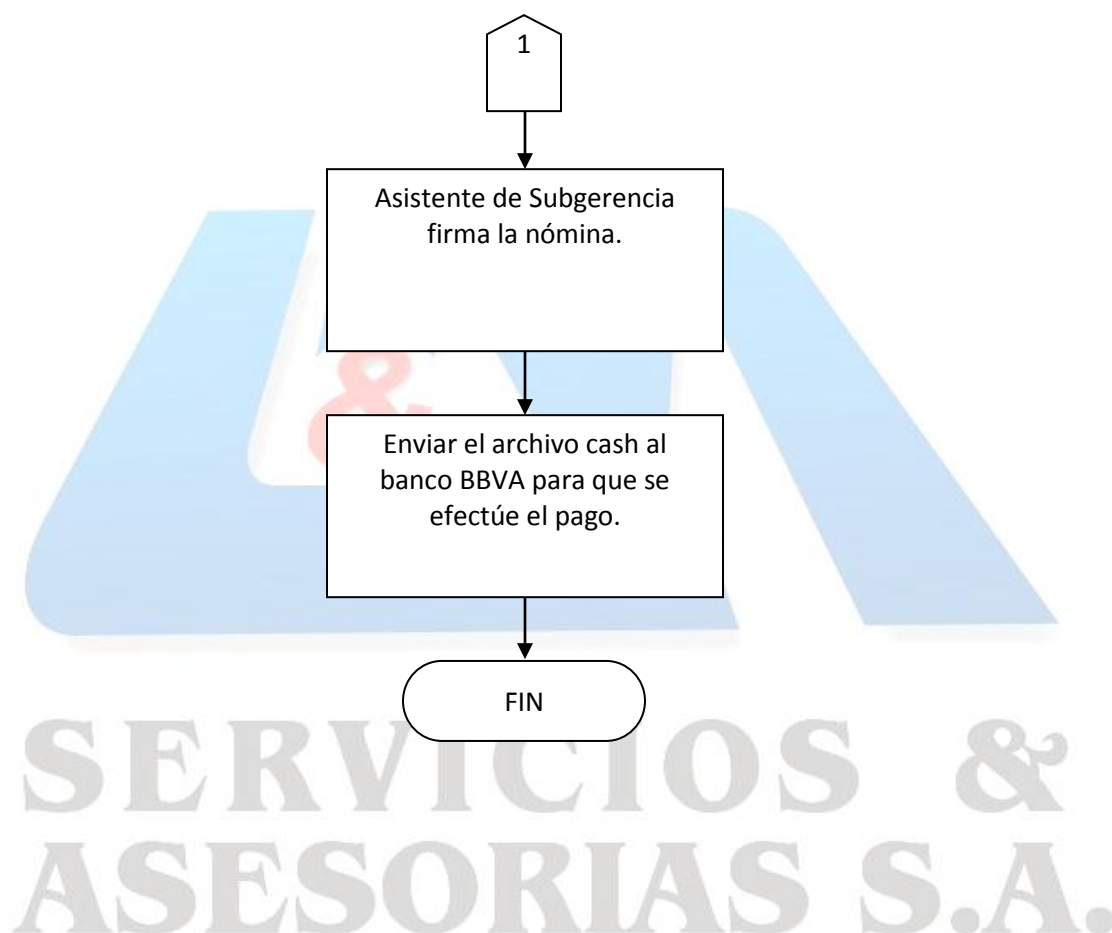 1
Asistente de Subgerencia
firma la nómina.
&
Enviar el archivo cash al
banco BBVA para que se
efectúe el pago.
FIN
SERVICIOS &
ASESORIAS S.A.